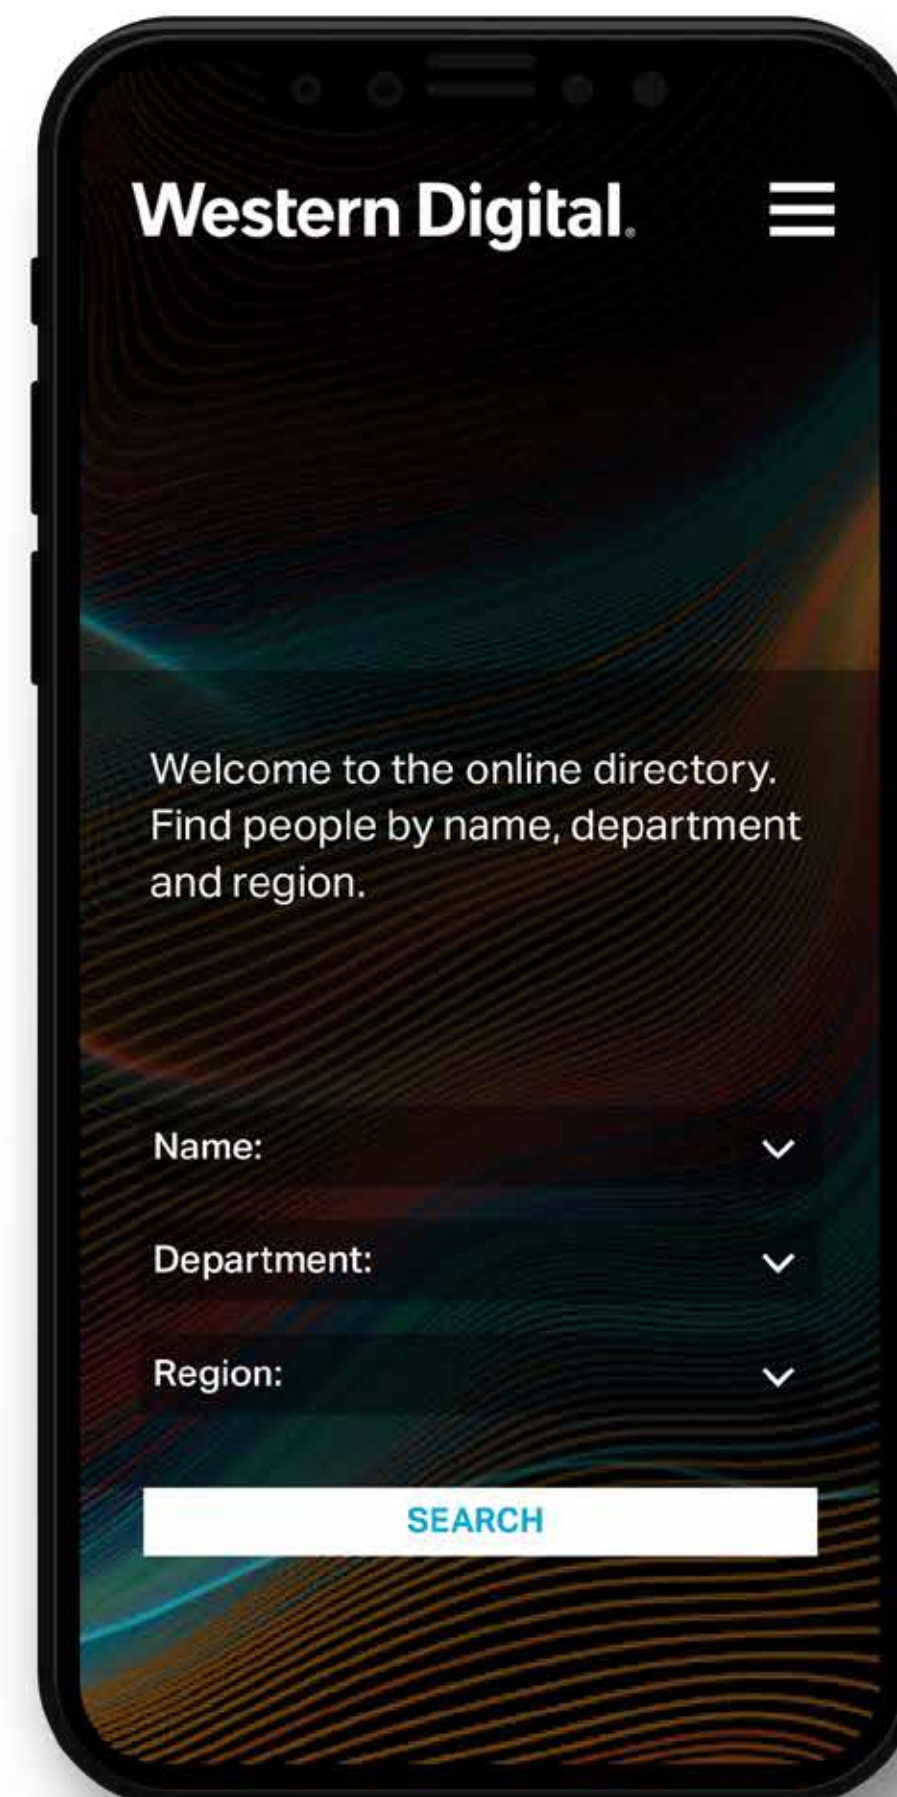 Western Digital®
Welcome to the online directory.
Find people by name, department
and region.
Name:
Department:
Region:
SEARCH